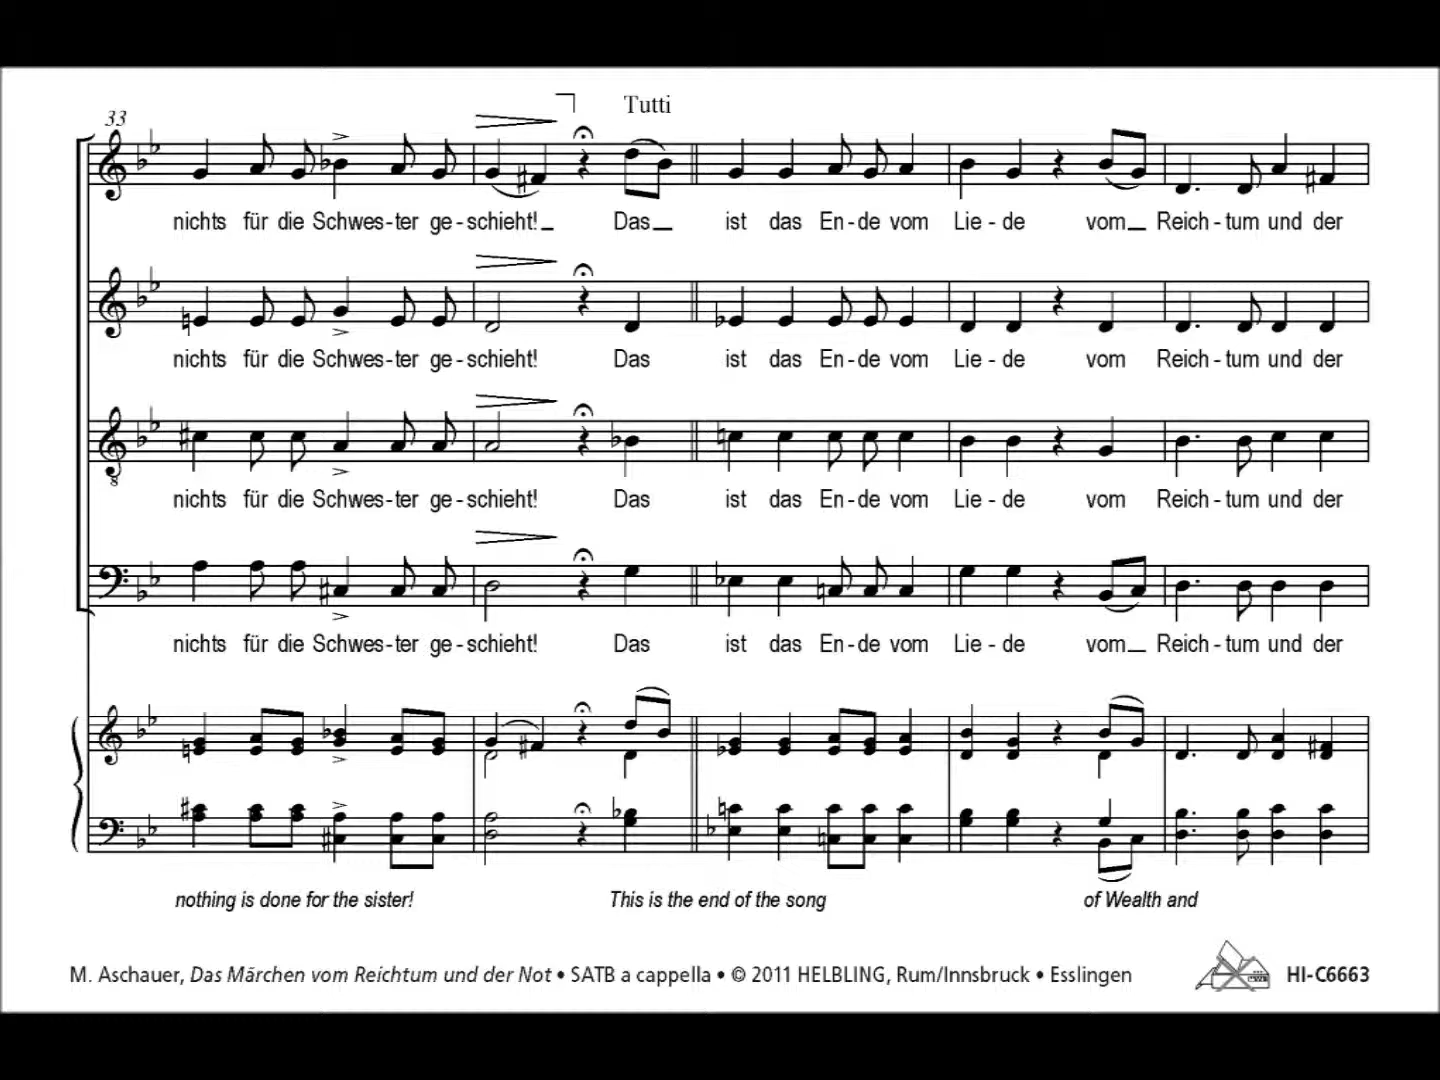 33
Tutti
nichts für die Schwes-ter ge-schieht!_ Das_ ist das En-de vom Lie-de vom_ Reich-tum und der
nichts für die Schwes-ter ge-schieht! Das ist das En-de vom Lie-de vom Reich-tum und der
8
nichts für die Schwes-ter ge-schieht! Das ist das En-de vom Lie-de vom Reich-tum und der
nichts für die Schwes-ter ge-schieht! Das ist das En-de vom Lie-de vom_ Reich-tum und der
nothing is done for the sister! This is the end of the song of Wealth and
M. Aschauer, Das Märchen vom Reichtum und der Not • SATB a cappella • © 2011 HELBLING, Rum/Innsbruck • Esslingen HI-C6663